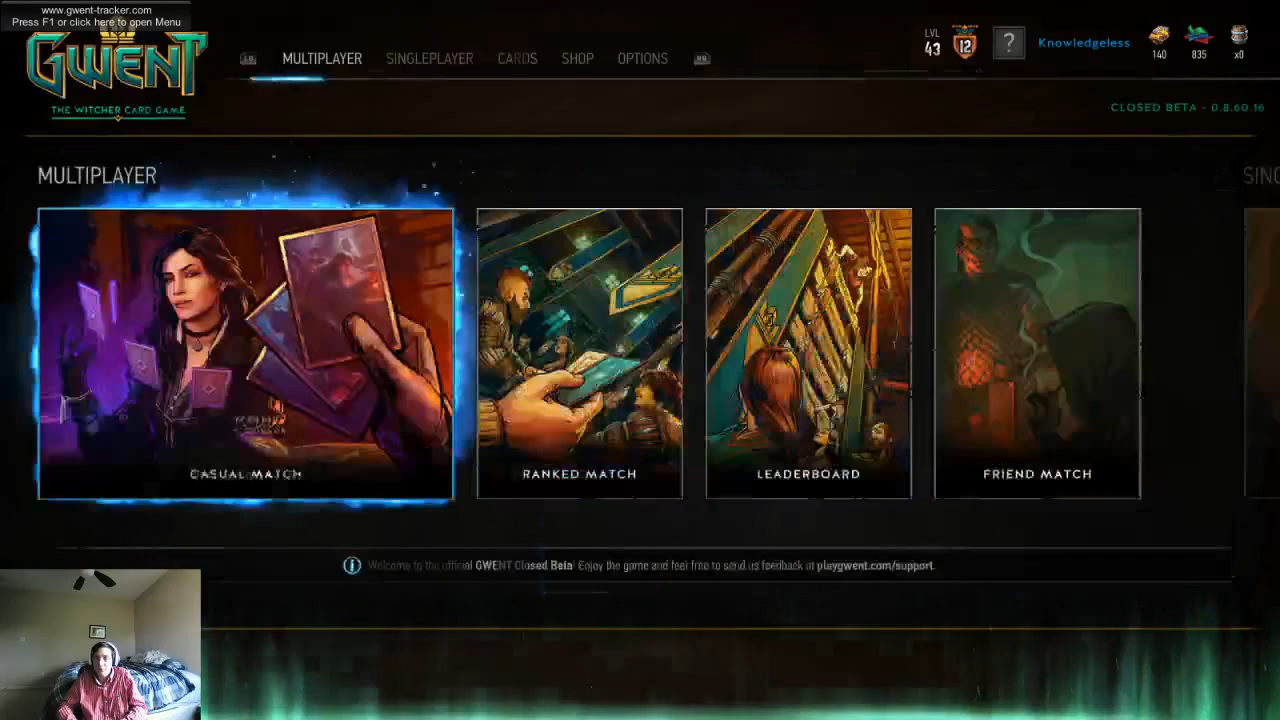 www.gwent-tracker.com
Press F1 or click here to open Menu
GWENT
THE WITCHER CARD GAME
MULTIPLAYER
SINGLEPLAYER
CARDS
SHOP
OPTIONS
LVL
43
12
?
Knowledgeless
140
835
x0
CLOSED BETA - 0.8.60.16
MULTIPLAYER
SING
CASUAL MATCH
RANKED MATCH
LEADERBOARD
FRIEND MATCH
Welcome to the official GWENT Closed Beta! Enjoy the game and feel free to send us feedback at playgwent.com/support.